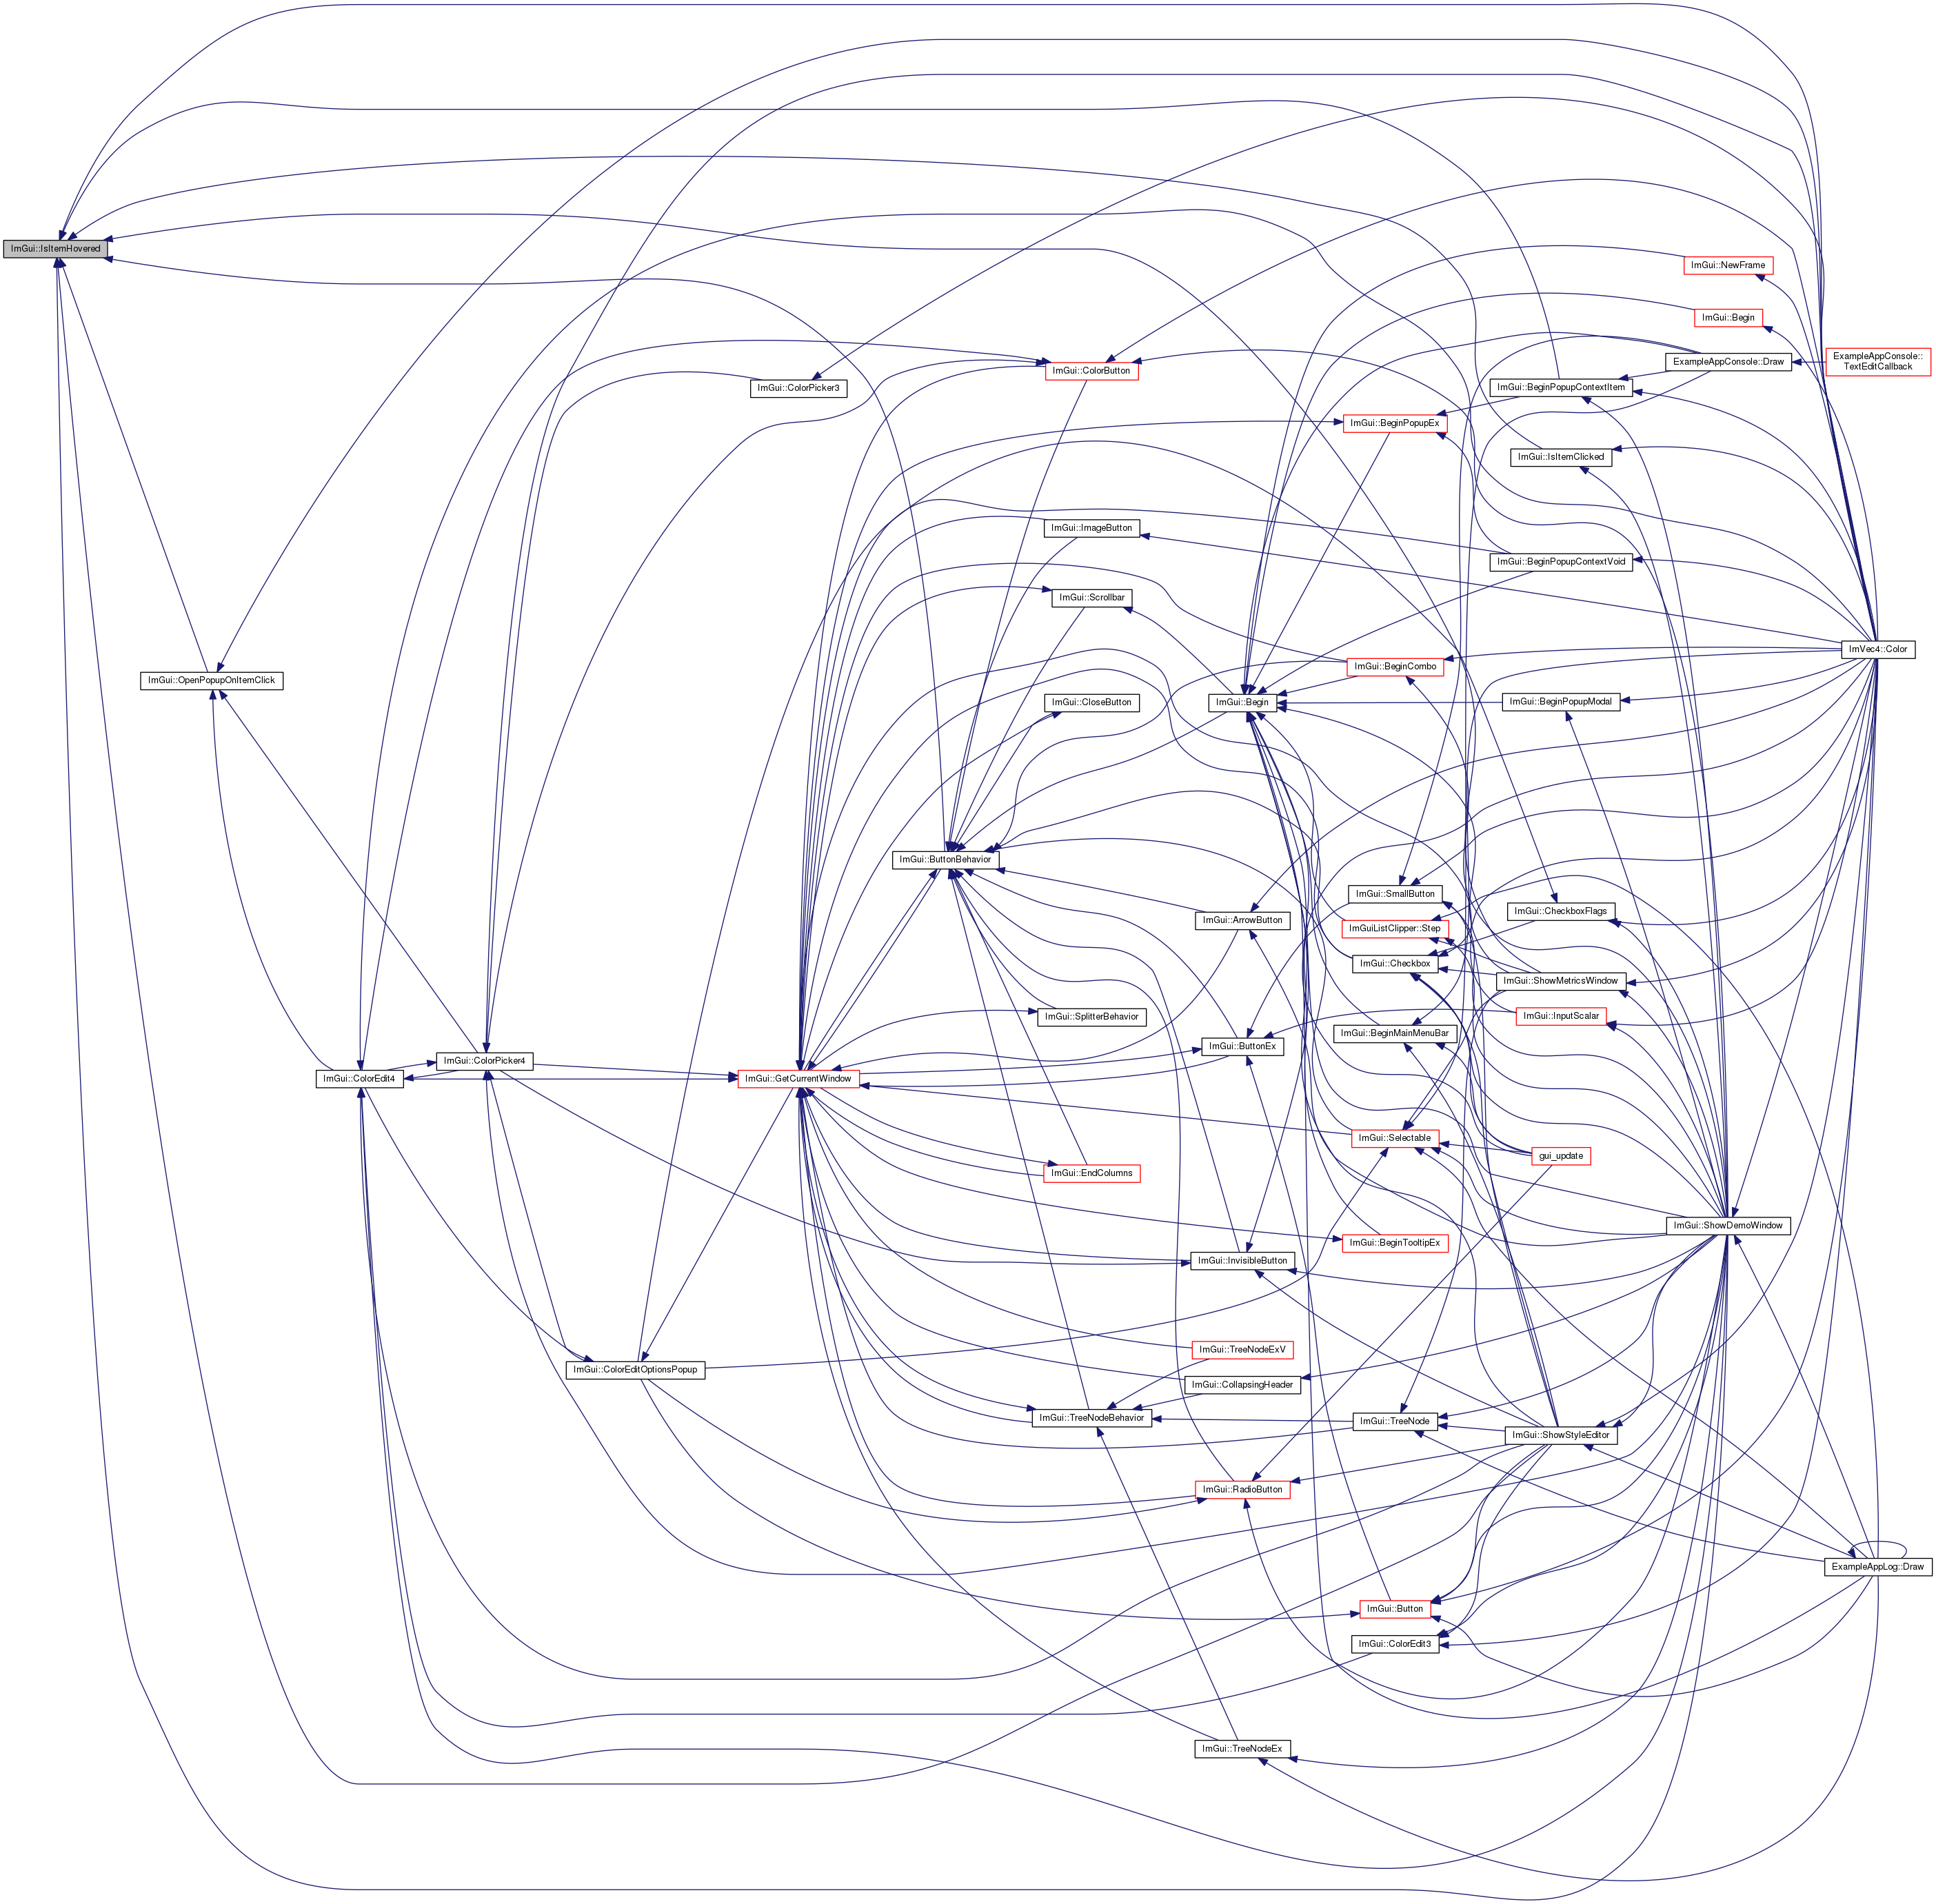 ImGui::IsItemHovered
ImGui::OpenPopupOnItemClick
ImGui::ColorEdit4
ImGui::ColorPicker4
ImGui::ColorEditOptionsPopup
ImGui::ColorPicker3
ImGui::GetCurrentWindow
ImGui::ButtonBehavior
ImGui::ColorButton
ImGui::ImageButton
ImGui::Scrollbar
ImGui::CloseButton
ImGui::SplitterBehavior
ImGui::EndColumns
ImGui::TreeNodeBehavior
ImGui::Begin
ImGui::ArrowButton
ImGui::ButtonEx
ImGui::InvisibleButton
ImGui::TreeNodeExV
ImGui::CollapsingHeader
ImGui::RadioButton
ImGui::TreeNodeEx
ImGui::BeginPopupEx
ImGui::BeginCombo
ImGui::SmallButton
ImGuiListClipper::Step
ImGui::Checkbox
ImGui::BeginMainMenuBar
ImGui::Selectable
ImGui::BeginTooltipEx
ImGui::TreeNode
ImGui::Button
ImGui::ColorEdit3
ImGui::BeginPopupContextItem
ImGui::IsItemClicked
ImGui::BeginPopupContextVoid
ImGui::BeginPopupModal
ImGui::CheckboxFlags
ImGui::ShowMetricsWindow
ImGui::InputScalar
gui_update
ImGui::ShowStyleEditor
ImGui::NewFrame
ImGui::Begin
ExampleAppConsole::Draw
ImGui::ShowDemoWindow
ExampleAppConsole::
TextEditCallback
ImVec4::Color
ExampleAppLog::Draw